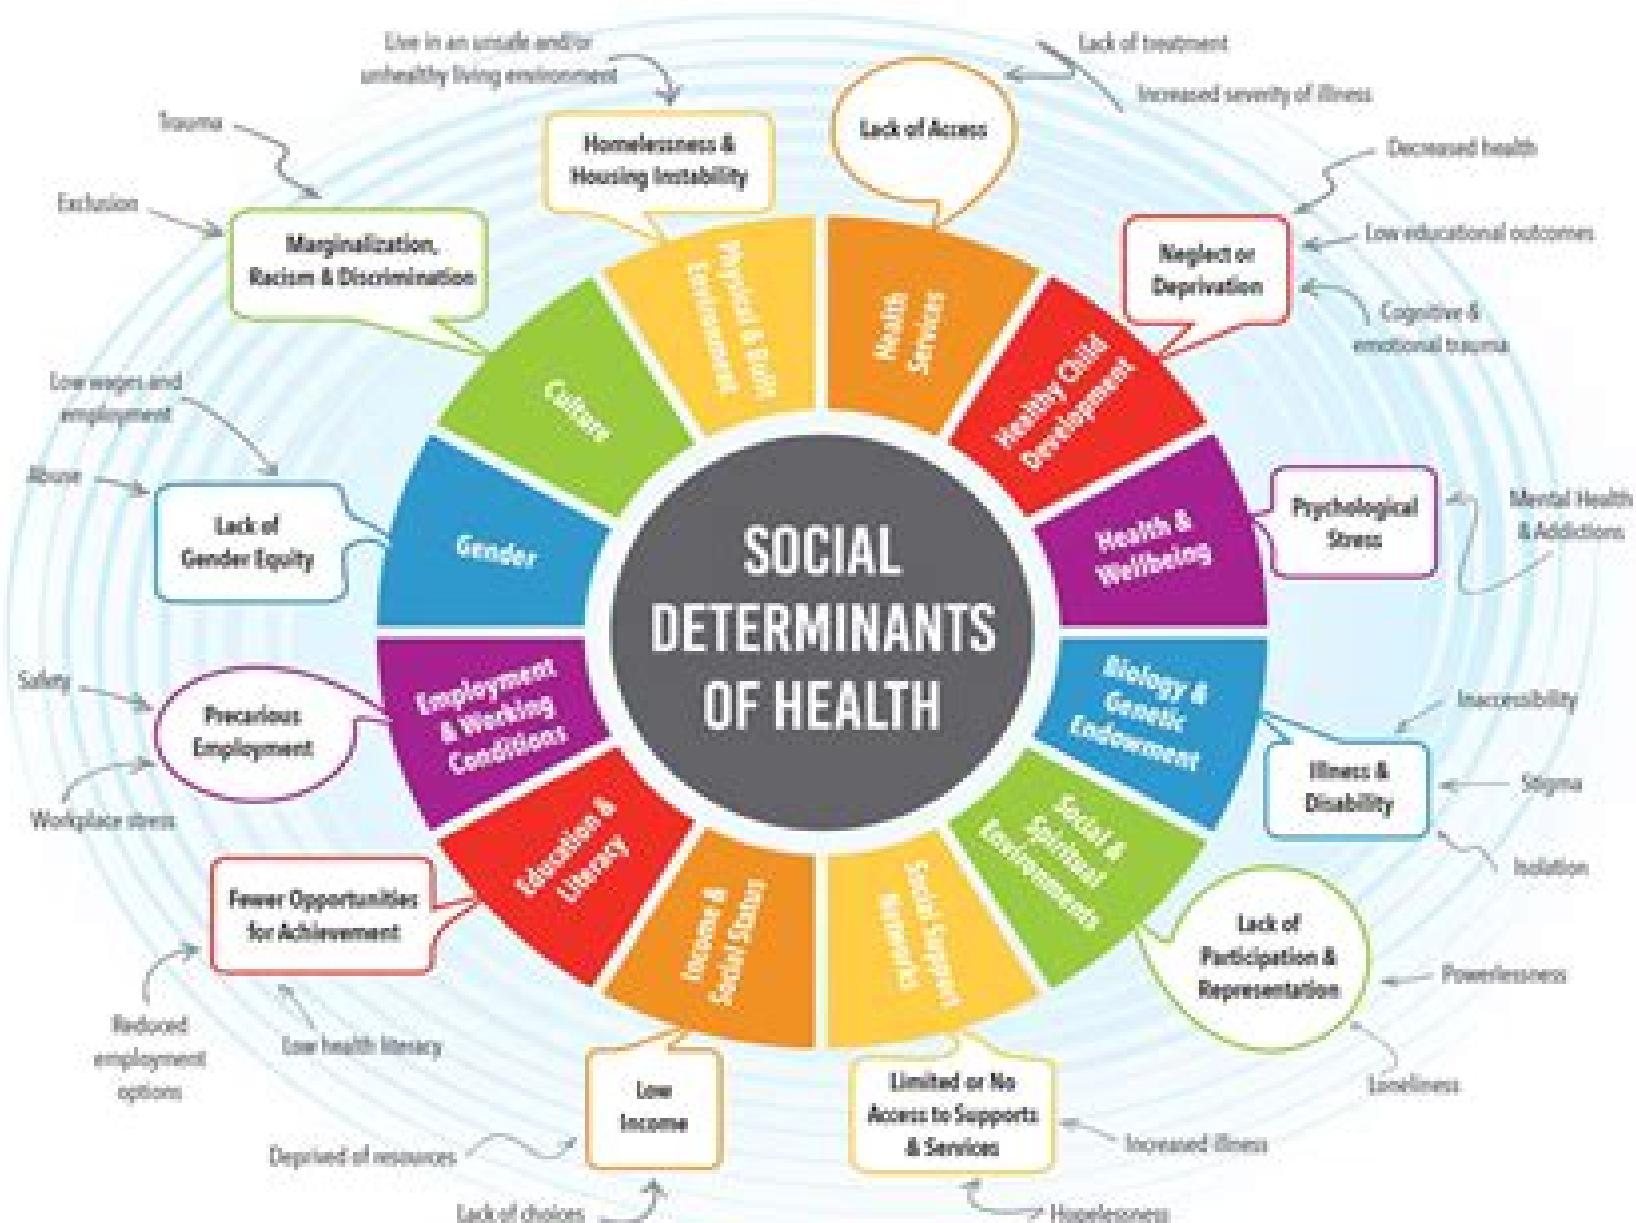 SOCIAL
DETERMINANTS
OF HEALTH
Health
Services
Lack of Access
Lack of treatment
Increased severity of illness
Healthy Child
Development
Neglect or
Deprivation
Decreased health
Low educational outcomes
Cognitive &
emotional trauma
Health &
Wellbeing
Psychological
Stress
Mental Health
& Addictions
Biology &
Genetic
Endowment
Illness &
Disability
Inaccessibility
Stigma
Isolation
Social &
Spiritual
Environments
Lack of
Participation &
Representation
Powerlessness
Loneliness
Social Support
Networks
Limited or No
Access to Supports
& Services
Increased illness
Hopelessness
Income &
Social Status
Low
Income
Deprived of resources
Lack of choices
Education &
Literacy
Fewer Opportunities
for Achievement
Reduced
employment
options
Low health literacy
Employment
& Working
Conditions
Precarious
Employment
Safety
Workplace stress
Gender
Lack of
Gender Equity
Low wages and
employment
Abuse
Culture
Marginalization,
Racism & Discrimination
Trauma
Exclusion
Physical & Built
Environment
Homelessness &
Housing Instability
Live in an unsafe and/or
unhealthy living environment